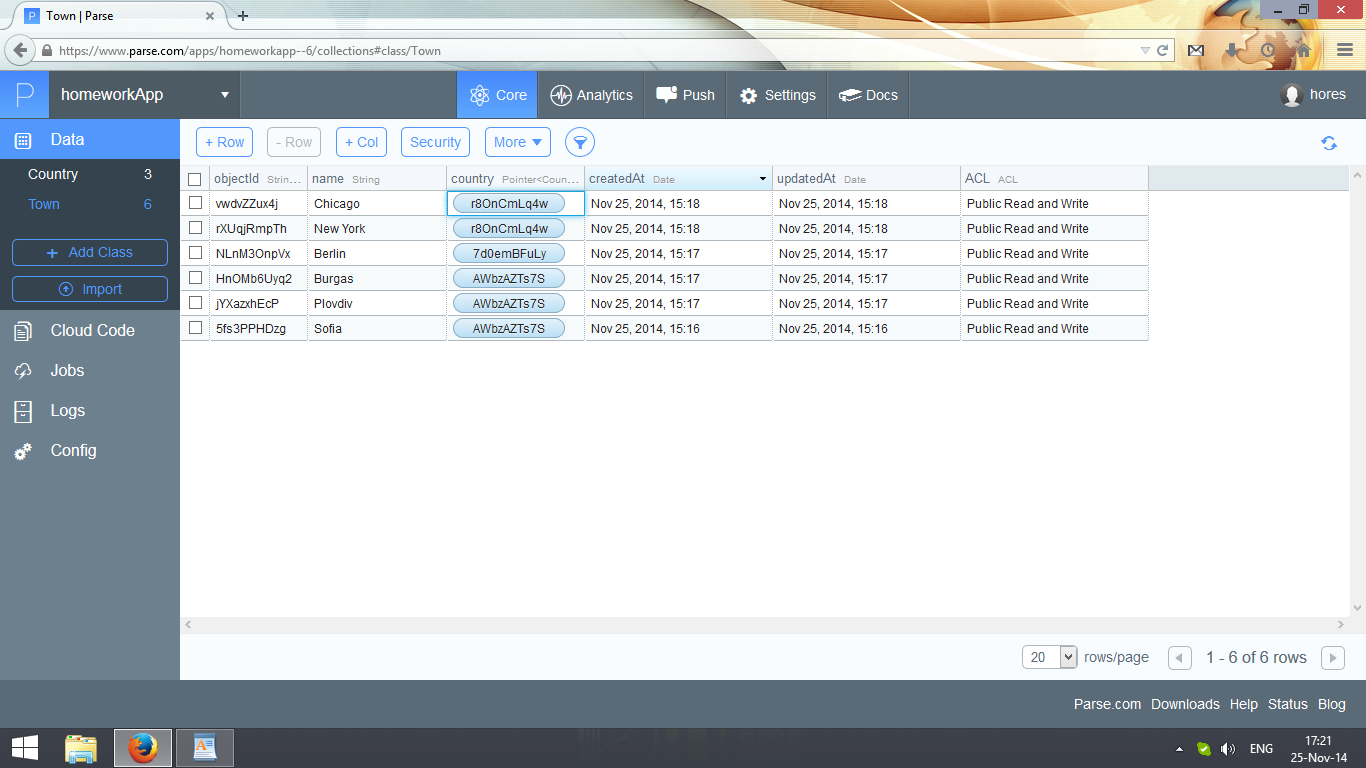 Town | Parse
https://www.parse.com/apps/homeworkapp--6/collections#class/Town
homeworkApp
Core
Analytics
Push
Settings
Docs
hores
Data
Country 3
Town 6
+ Add Class
Import
Cloud Code
Jobs
Logs
Config
+ Row
- Row
+ Col
Security
More
objectId Strin... name String country Pointer<Coun... createdAt Date updatedAt Date ACL ACL
vwdvZZux4j Chicago r8OnCmLq4w Nov 25, 2014, 15:18 Nov 25, 2014, 15:18 Public Read and Write
rXUqjRmpTh New York r8OnCmLq4w Nov 25, 2014, 15:18 Nov 25, 2014, 15:18 Public Read and Write
NLnM3OnpVx Berlin 7d0emBFuLy Nov 25, 2014, 15:17 Nov 25, 2014, 15:17 Public Read and Write
HnOMb6Uyq2 Burgas AWbzAZTs7S Nov 25, 2014, 15:17 Nov 25, 2014, 15:17 Public Read and Write
jYXazxhEcP Plovdiv AWbzAZTs7S Nov 25, 2014, 15:17 Nov 25, 2014, 15:17 Public Read and Write
5fs3PPHDzg Sofia AWbzAZTs7S Nov 25, 2014, 15:16 Nov 25, 2014, 15:16 Public Read and Write
20 rows/page 1 - 6 of 6 rows
Parse.com Downloads Help Status Blog
ENG
17:21
25-Nov-14